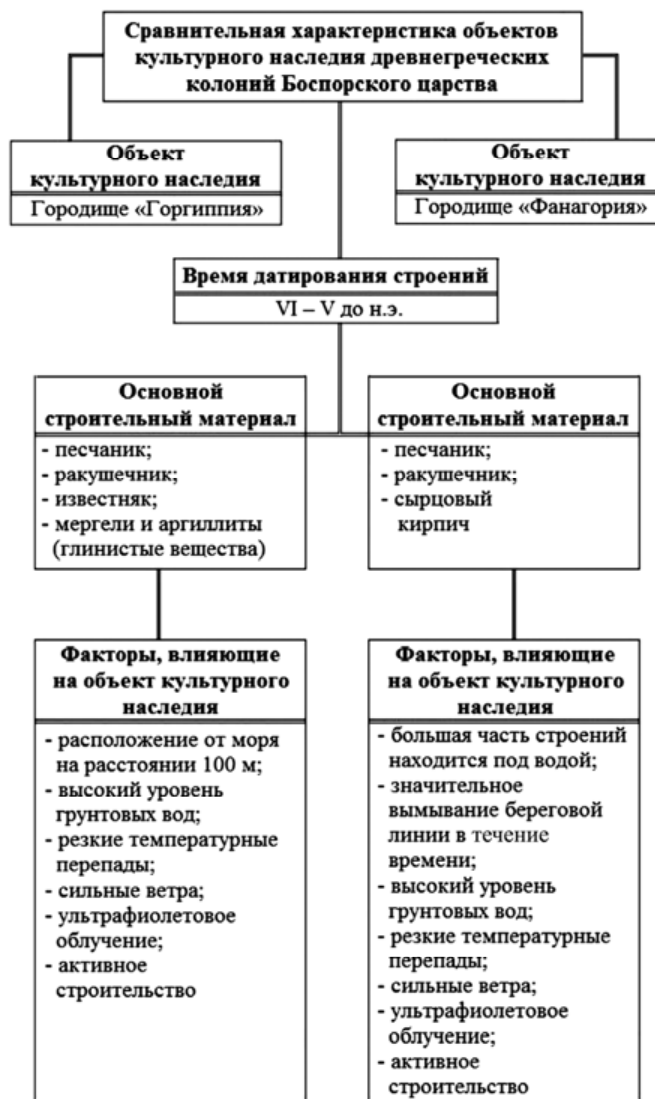 Сравнительная характеристика объектов
культурного наследия древнегреческих
колоний Боспорского царства
Объект
культурного наследия
Городище «Горгиппия»
Объект
культурного наследия
Городище «Фанагория»
Время датирования строений
VI – V до н.э.
Основной
строительный материал
- песчаник;
- ракушечник;
- известняк;
- мергели и аргиллиты
(глинистые вещества)
Основной
строительный материал
- песчаник;
- ракушечник;
- сырцовый
кирпич
Факторы, влияющие
на объект культурного
наследия
- расположение от моря
на расстоянии 100 м;
- высокий уровень
грунтовых вод;
- резкие температурные
перепады;
- сильные ветра;
- ультрафиолетовое
облучение;
- активное
строительство
Факторы, влияющие
на объект культурного
наследия
- большая часть строений
находится под водой;
- значительное
вымывание береговой
линии в течение
времени;
- высокий уровень
грунтовых вод;
- резкие температурные
перепады;
- сильные ветра;
- ультрафиолетовое
облучение;
- активное
строительство